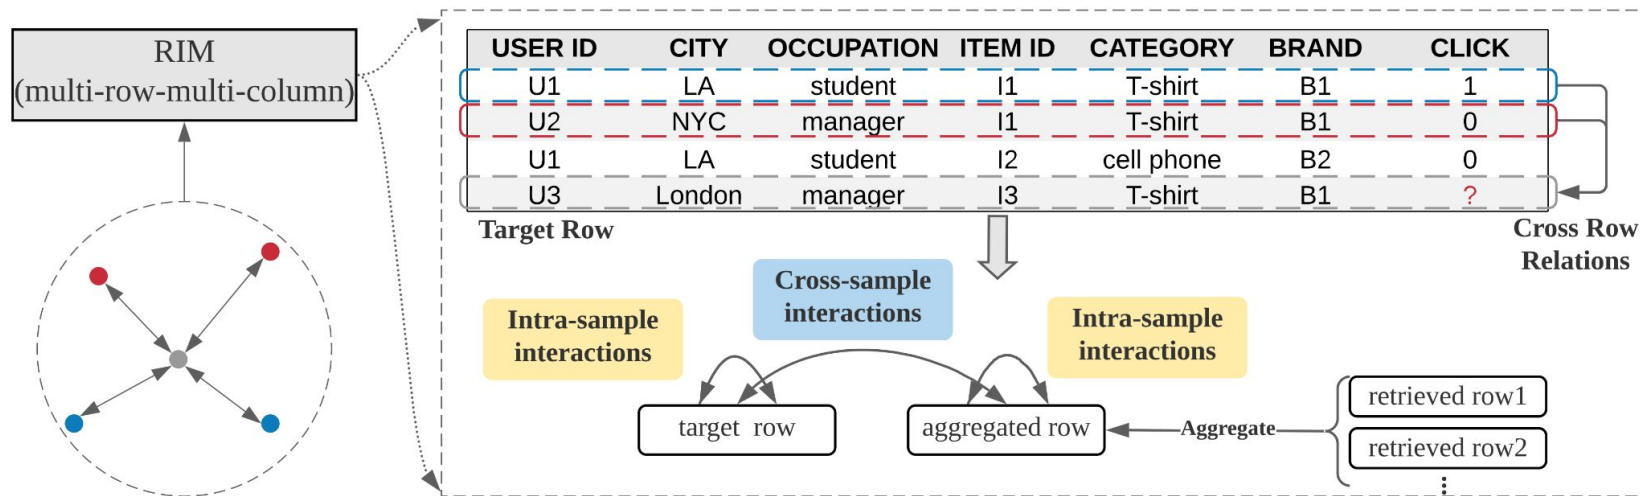 RIM
(multi-row-multi-column)
USER ID CITY OCCUPATION ITEM ID CATEGORY BRAND CLICK
U1 LA student I1 T-shirt B1 1
U2 NYC manager I1 T-shirt B1 0
U1 LA student I2 cell phone B2 0
U3 London manager I3 T-shirt B1 ?
Target Row
Cross Row
Relations
Cross-sample
interactions
Intra-sample
interactions
Intra-sample
interactions
target row
aggregated row
Aggregate
retrieved row1
retrieved row2